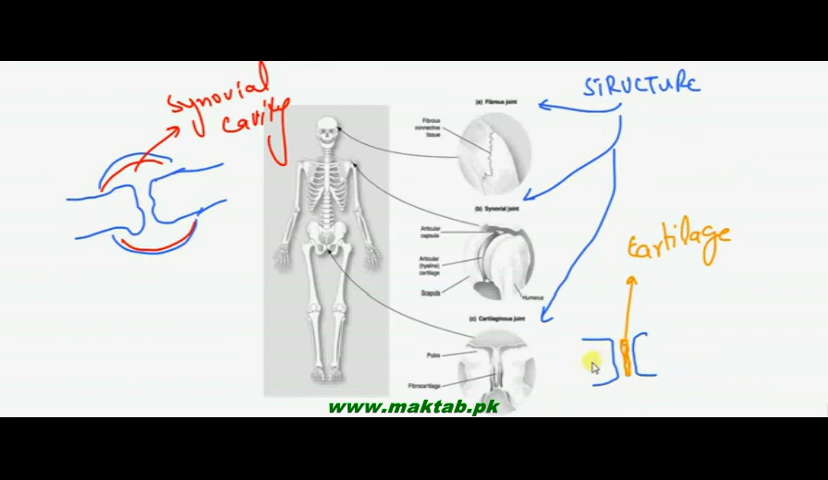 Synovial
cavity
STRUCTURE
(a) Fibrous joint
Fibrous
connective
tissue
(b) Synovial joint
Articular
capsule
Articular
(hyaline)
cartilage
Scapula
Humerus
Cartilage
(c) Cartilaginous joint
Pubis
Fibrocartilage
www.maktab.pk